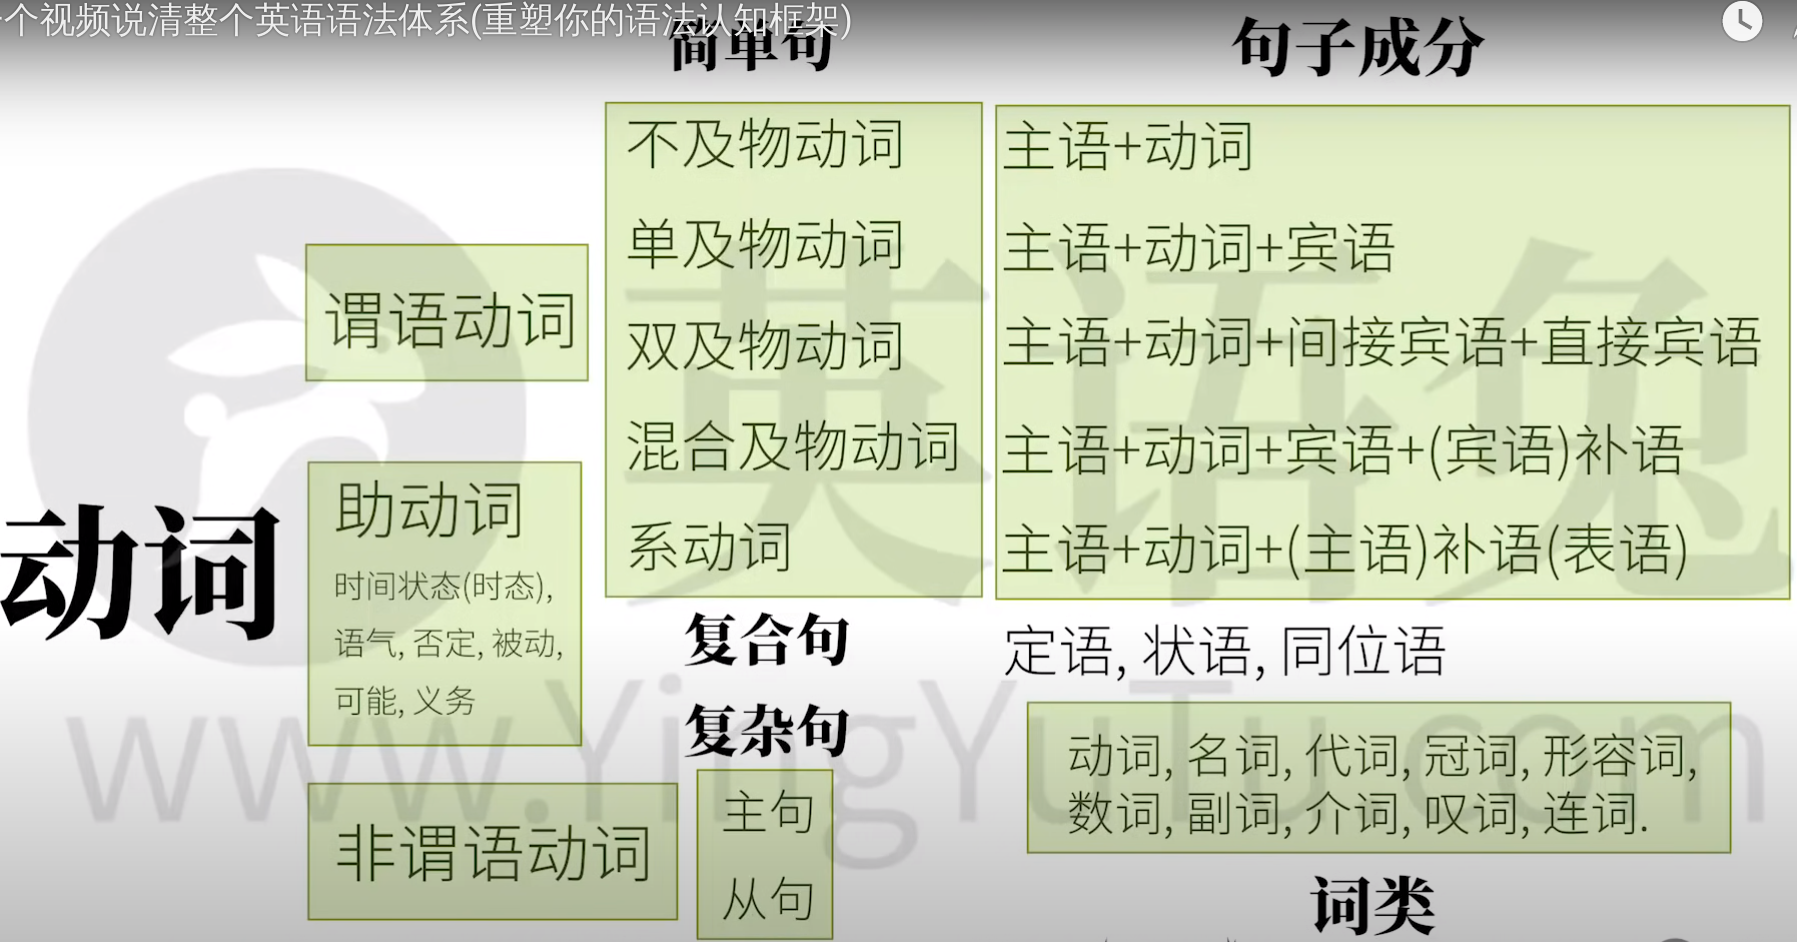 个视频说清整个英语语法体系(重塑你的语法认知框架)
简单句
句子成分
不及物动词
主语+动词
单及物动词
主语+动词+宾语
谓语动词
双及物动词
主语+动词+间接宾语+直接宾语
混合及物动词
主语+动词+宾语+(宾语)补语
系动词
主语+动词+(主语)补语(表语)
动词
助动词
时间状态(时态),
语气, 否定, 被动,
可能, 义务
非谓语动词
复合句
复杂句
主句
从句
定语, 状语, 同位语
动词, 名词, 代词, 冠词, 形容词,
数词, 副词, 介词, 叹词, 连词.
词类
英语兔
www.YingYuTu.com